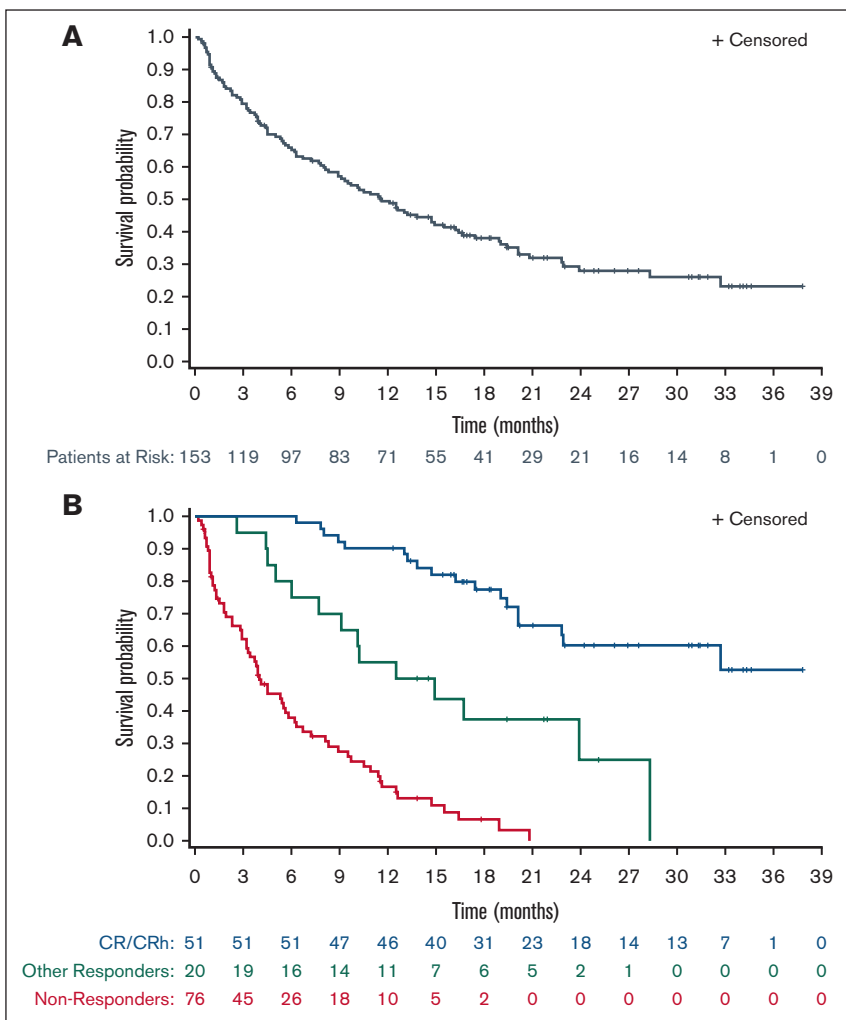 A
+ Censored
1.0
0.9
0.8
0.7
0.6
0.5
0.4
0.3
0.2
0.1
0.0
Survival probability
0 3 6 9 12 15 18 21 24 27 30 33 36 39
Time (months)
Patients at Risk: 153 119 97 83 71 55 41 29 21 16 14 8 1 0
B
+ Censored
1.0
0.9
0.8
0.7
0.6
0.5
0.4
0.3
0.2
0.1
0.0
Survival probability
0 3 6 9 12 15 18 21 24 27 30 33 36 39
Time (months)
CR/CRh: 51 51 51 47 46 40 31 23 18 14 13 7 1 0
Other Responders: 20 19 16 14 11 7 6 5 2 1 0 0 0 0
Non-Responders: 76 45 26 18 10 5 2 0 0 0 0 0 0 0